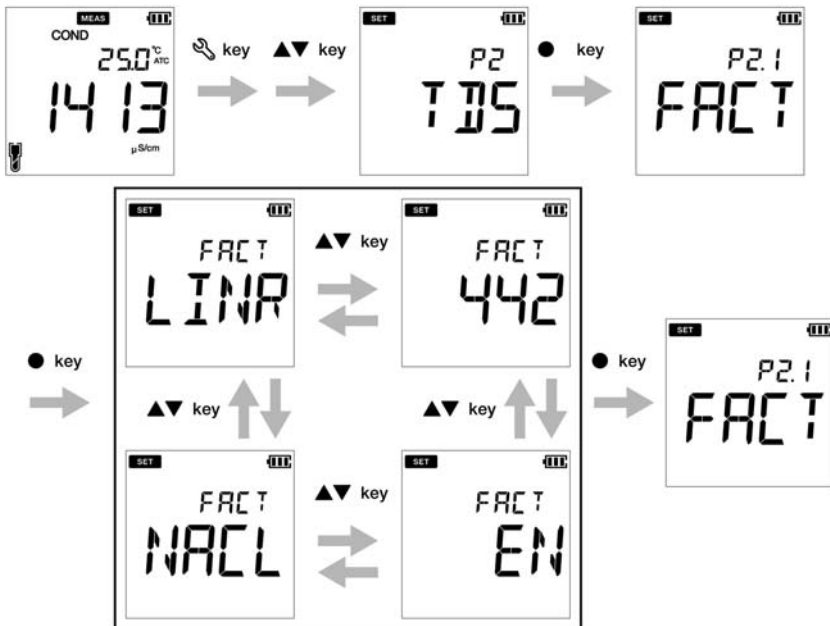 MEAS
COND
25.0 °C
ATC
1413
µS/cm
key
▲▼ key
SET
P2
TDS
● key
SET
P2.1
FACT
● key
SET
FACT
LINR
▲▼ key
SET
FACT
442
▲▼ key
▲▼ key
SET
FACT
NACL
▲▼ key
SET
FACT
EN
● key
SET
P2.1
FACT